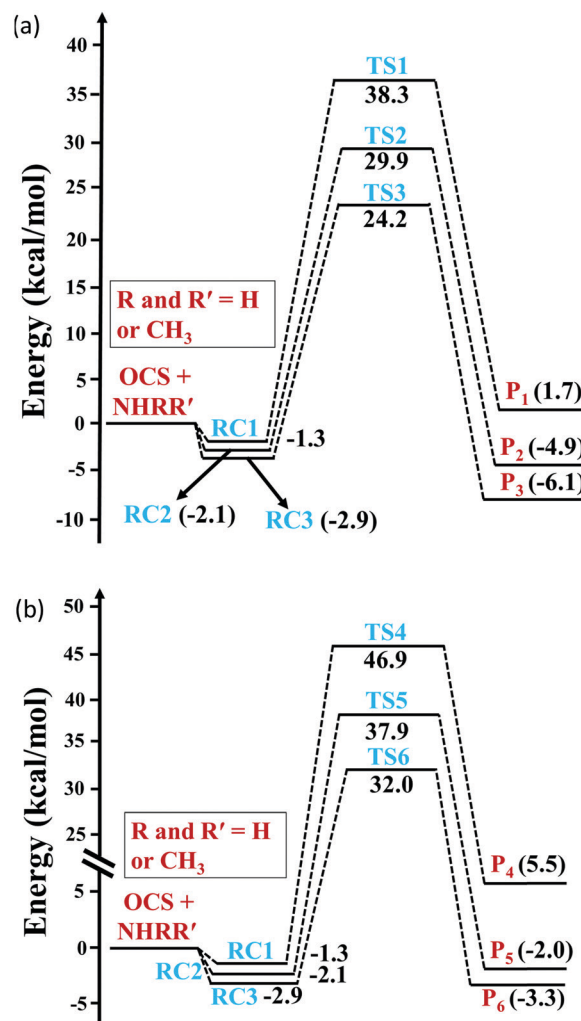 (a)
Energy (kcal/mol)
40
35
30
25
20
15
10
5
0
-5
-10
TS1
38.3
TS2
29.9
TS3
24.2
R and R′ = H
or CH₃
OCS +
NHRR′
RC1
-1.3
RC2 (-2.1)
RC3 (-2.9)
P₁ (1.7)
P₂ (-4.9)
P₃ (-6.1)
(b)
Energy (kcal/mol)
50
45
40
35
30
25
5
0
-5
TS4
46.9
TS5
37.9
TS6
32.0
R and R′ = H
or CH₃
OCS +
NHRR′
RC1 -1.3
RC2 -2.1
RC3 -2.9
P₄ (5.5)
P₅ (-2.0)
P₆ (-3.3)